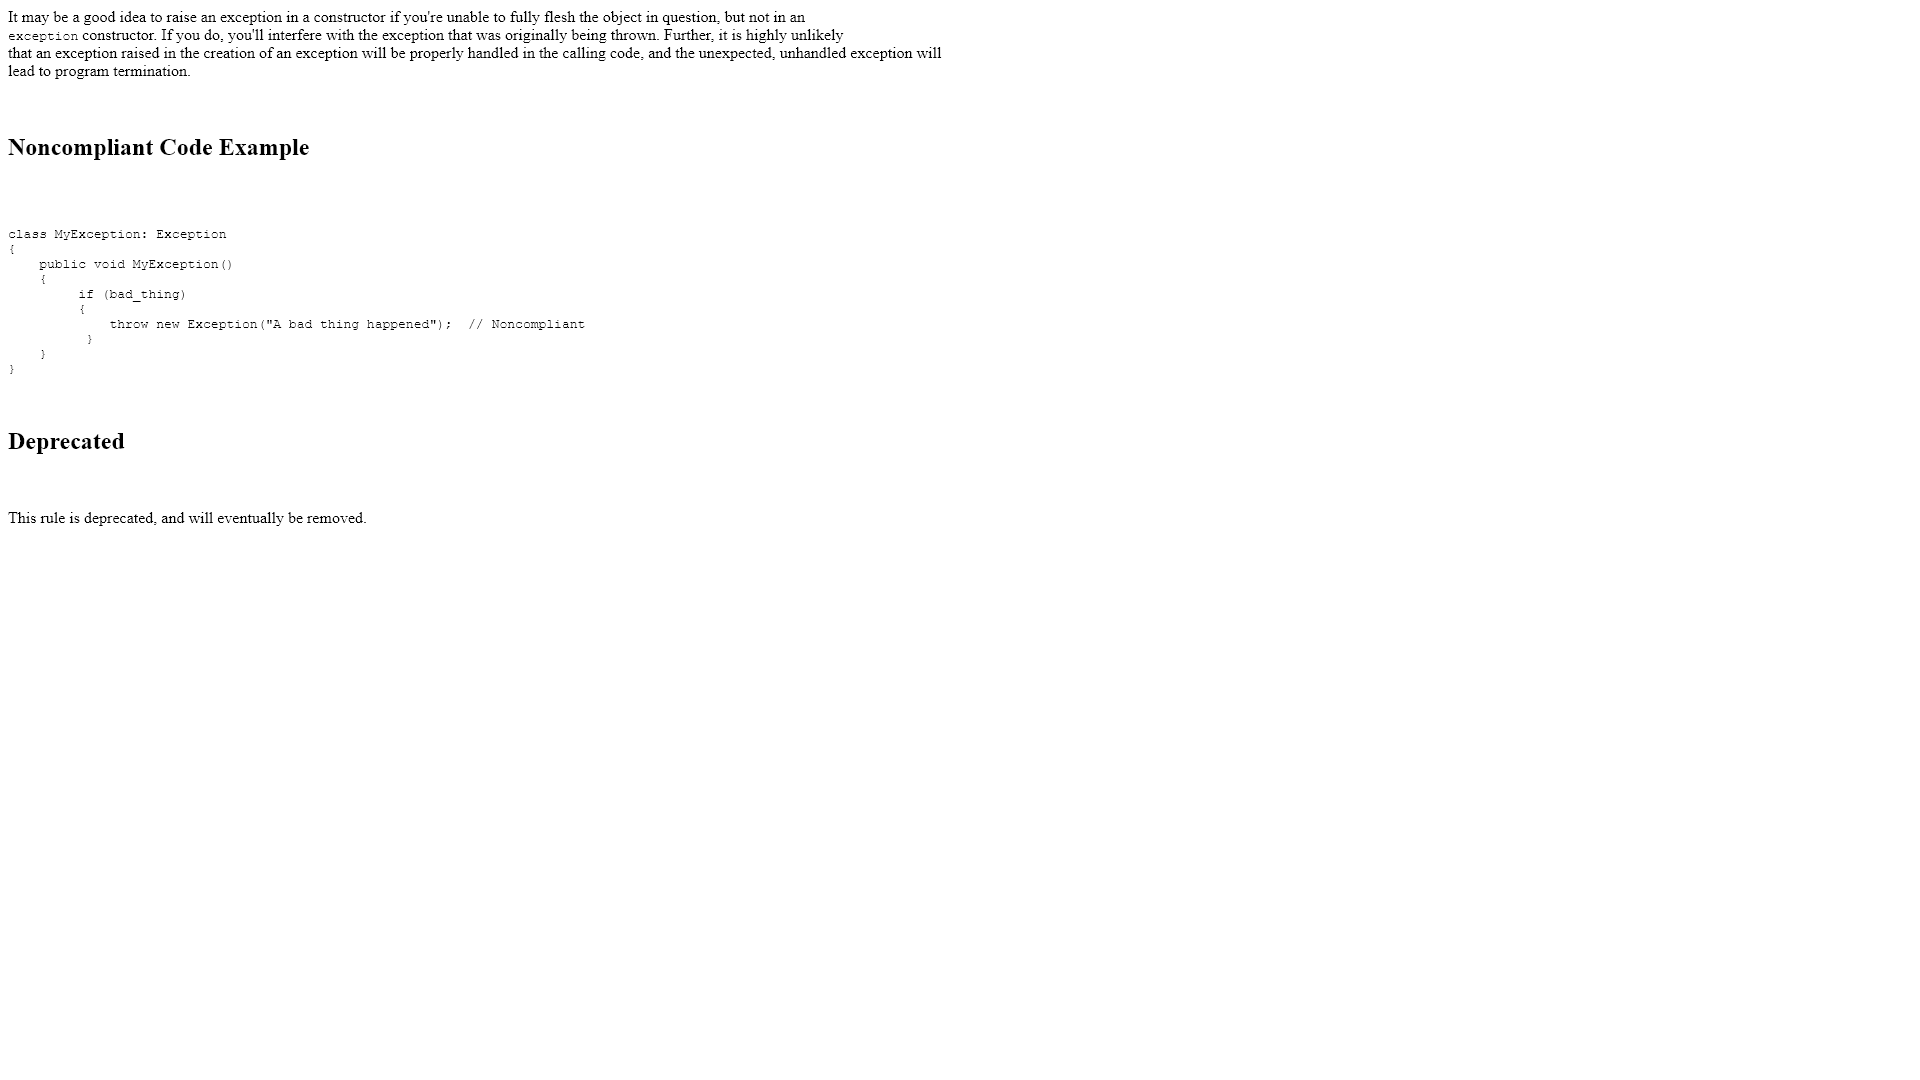 It may be a good idea to raise an exception in a constructor if you're unable to fully flesh the object in question, but not in an
exception constructor. If you do, you'll interfere with the exception that was originally being thrown. Further, it is highly unlikely
that an exception raised in the creation of an exception will be properly handled in the calling code, and the unexpected, unhandled exception will
lead to program termination.
Noncompliant Code Example
class MyException: Exception
{
    public void MyException()
    {
         if (bad_thing)
         {
             throw new Exception("A bad thing happened");  // Noncompliant
          }
    }
}
Deprecated
This rule is deprecated, and will eventually be removed.